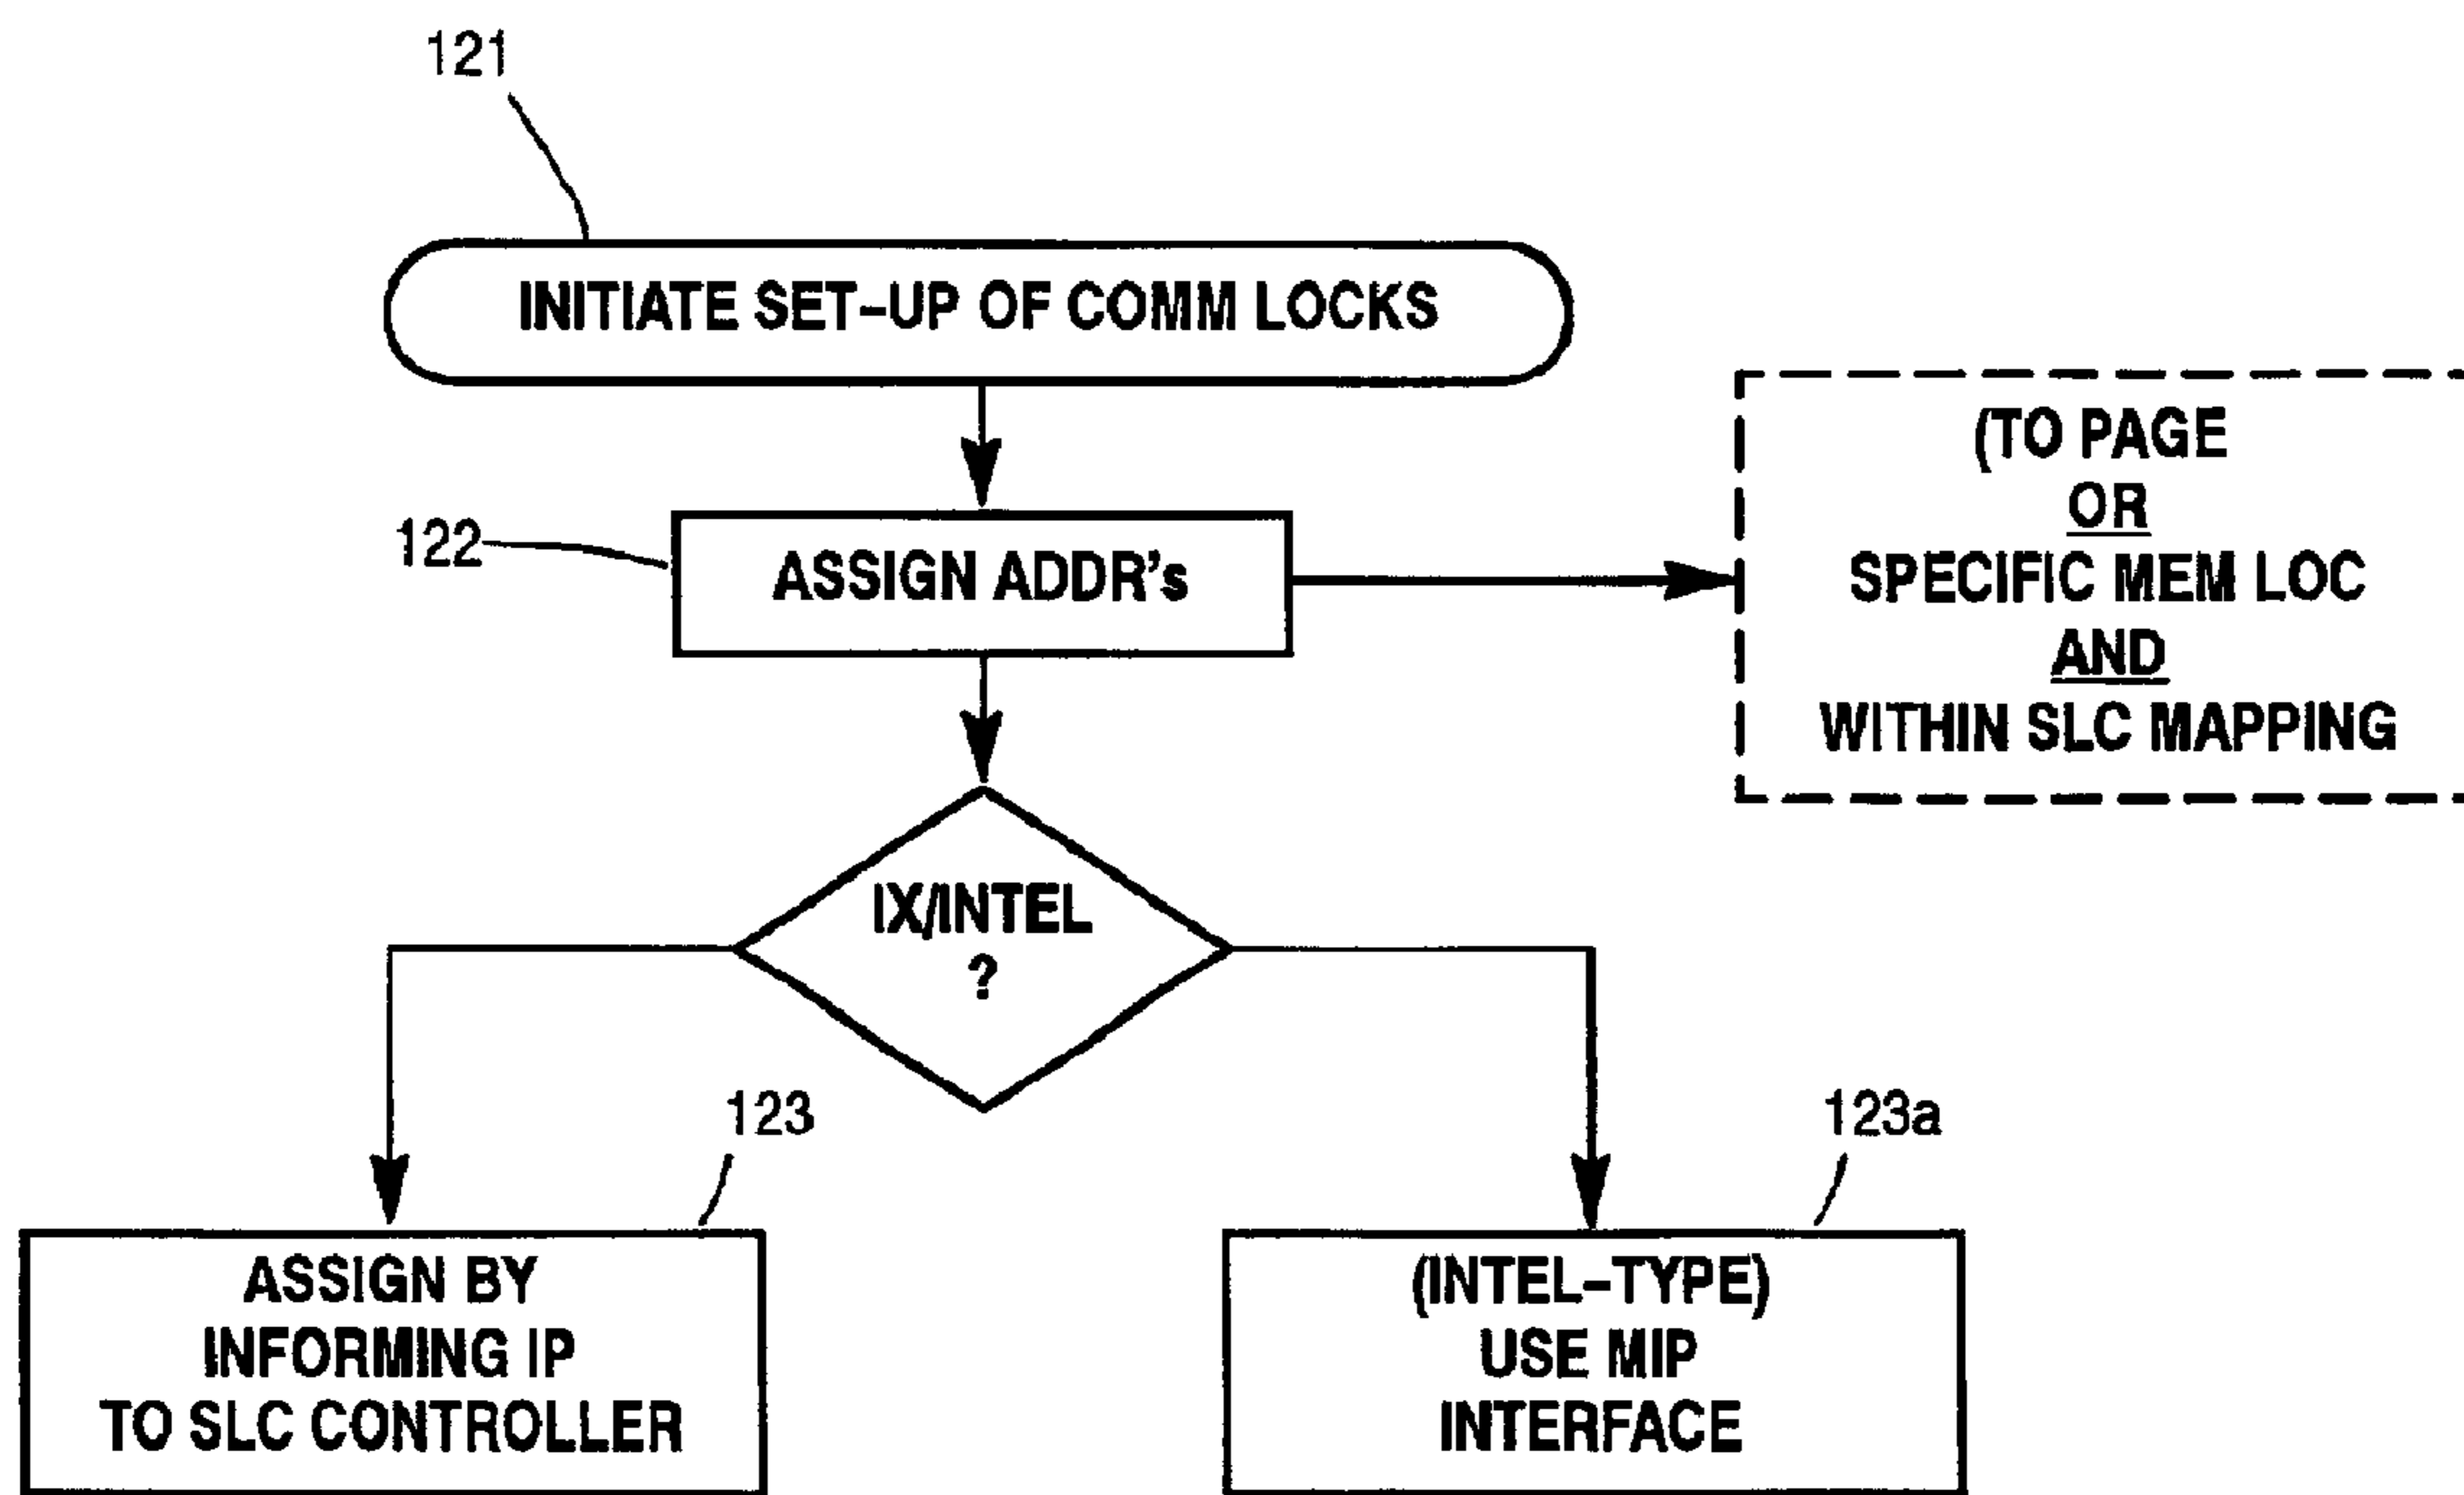 121
INITIATE SET-UP OF COMM LOCKS
122
ASSIGN ADDR's
(TO PAGE
OR
SPECIFIC MEM LOC
AND
WITHIN SLC MAPPING
IX/INTEL
?
123
ASSIGN BY
INFORMING IP
TO SLC CONTROLLER
123a
(INTEL-TYPE)
USE MIP
INTERFACE